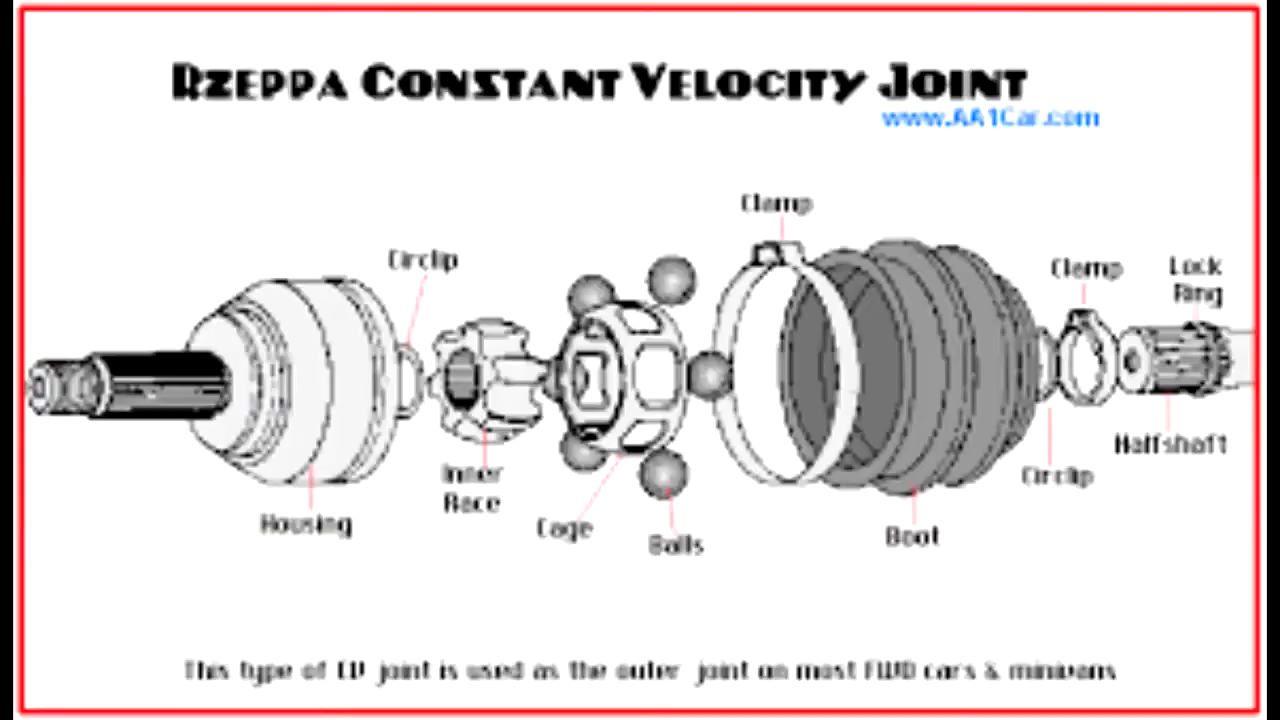 Rzeppa Constant Velocity Joint
www.AA1Car.com
Clamp
Circlip
Clamp
Lock
Ring
Halfshaft
Inner
Race
Circlip
Housing
Cage
Balls
Boot
This type of CV joint is used as the outer joint on most FWD cars & minivans